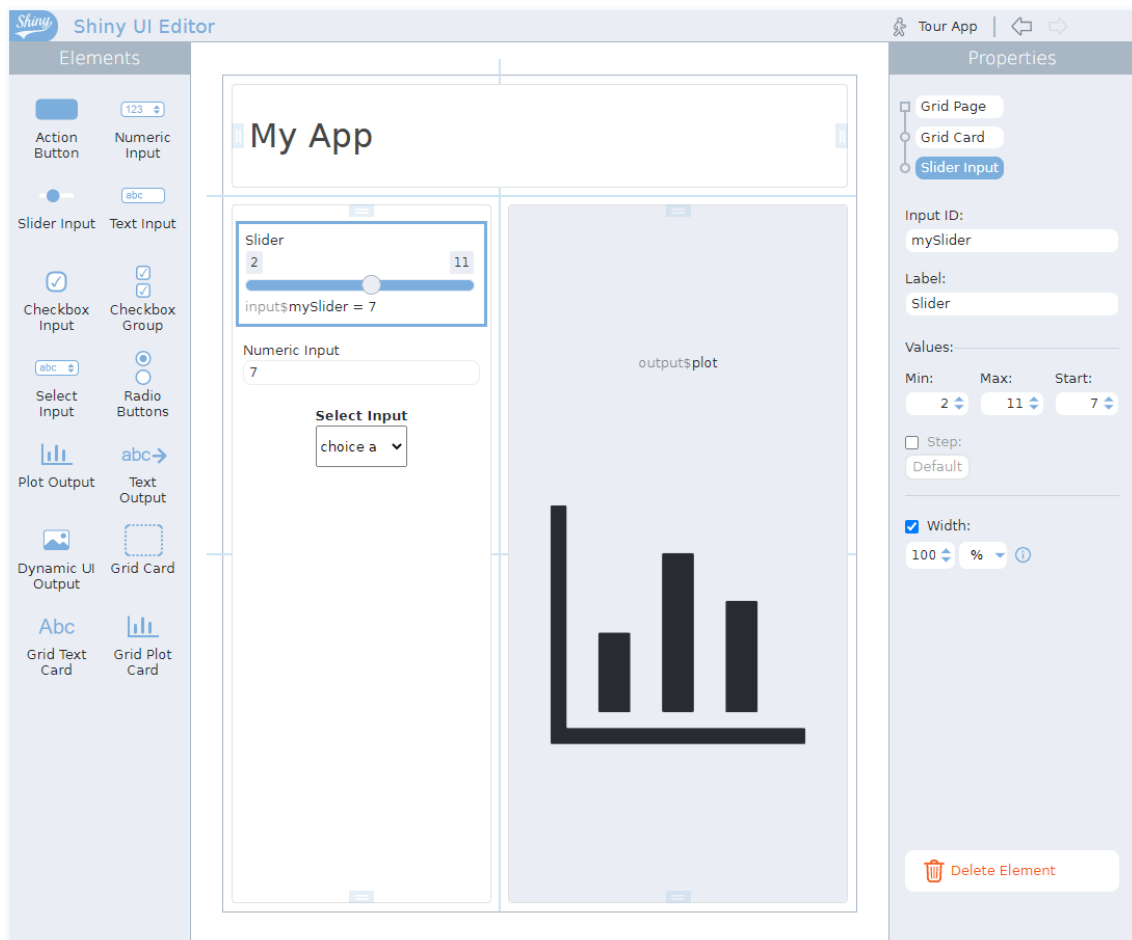 Shiny
Shiny UI Editor
Tour App
Elements
Action
Button
123
Numeric
Input
Slider Input
abc
Text Input
Checkbox
Input
Checkbox
Group
abc
Select
Input
Radio
Buttons
Plot Output
abc
Text
Output
Dynamic UI
Output
Grid Card
Abc
Grid Text
Card
Grid Plot
Card
My App
Slider
2 11
input$mySlider = 7
Numeric Input
7
Select Input
choice a
output$plot
Properties
Grid Page
Grid Card
Slider Input
Input ID:
mySlider
Label:
Slider
Values:
Min: Max: Start:
2 11 7
Step:
Default
Width:
100 %
Delete Element